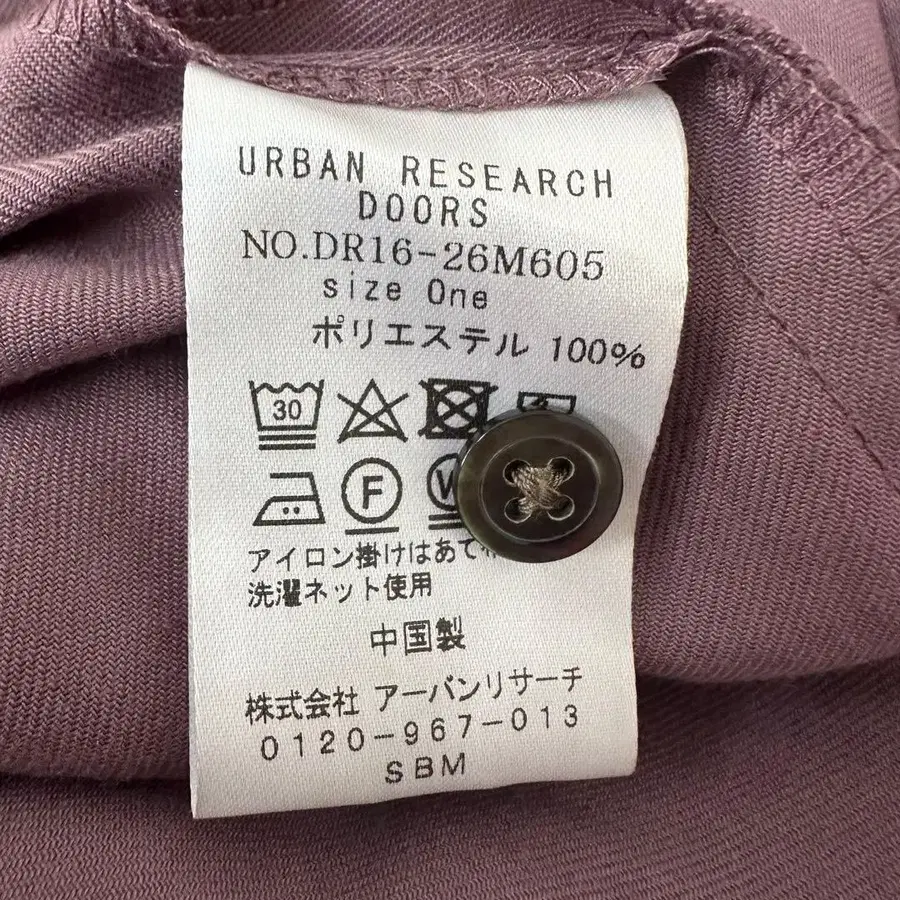 URBAN RESEARCH
DOORS
NO.DR16-26M605
size One
ポリエステル 100%
30
F W
アイロン掛けはあて
洗濯ネット使用
中国製
株式会社 アーバンリサーチ
0120-967-013
SBM